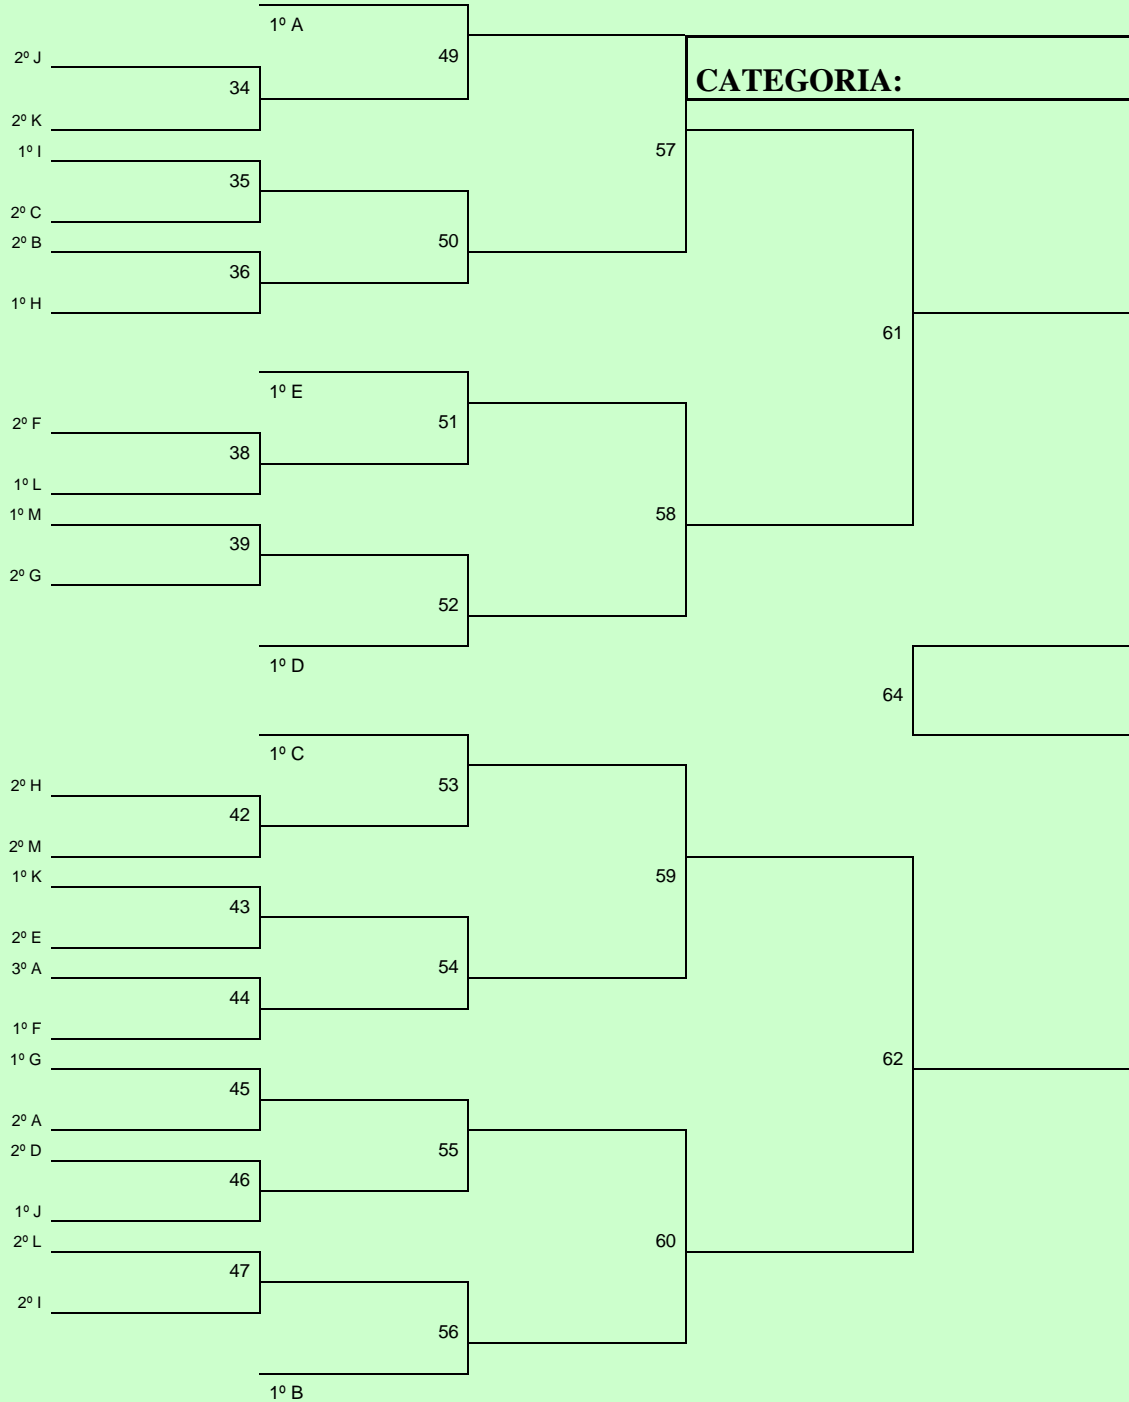 1º A
2º J
49
34
CATEGORIA:
2º K
1º I
57
35
2º C
2º B
50
36
1º H
61
1º E
2º F
51
38
1º L
1º M
58
39
2º G
52
1º D
64
1º C
2º H
53
42
2º M
1º K
59
43
2º E
3º A
54
44
1º F
1º G
62
45
2º A
2º D
55
46
1º J
2º L
60
47
2º I
56
1º B